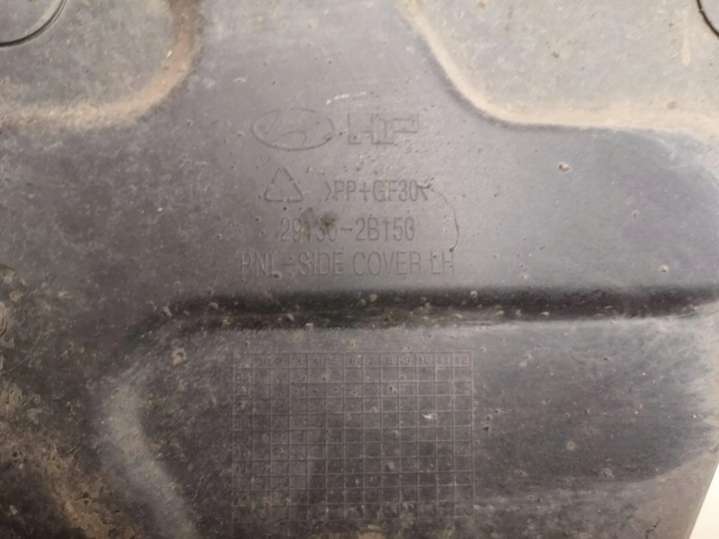 HP
>PP+GF30<
29130-2B150
PNL-SIDE COVER LH